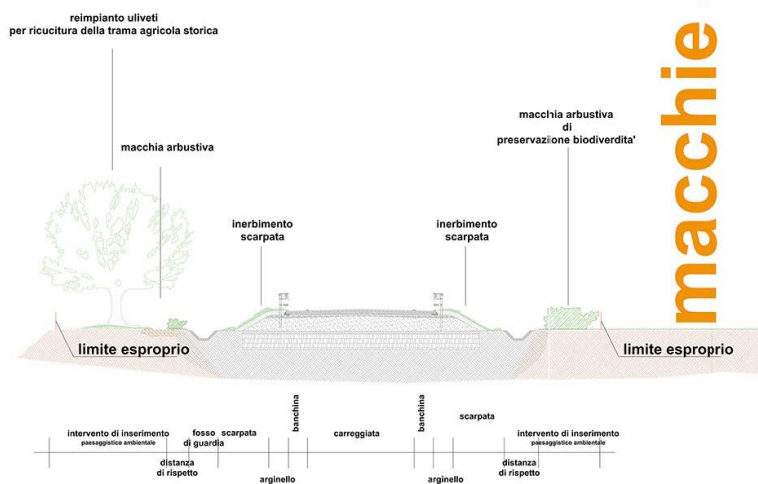 reimpianto uliveti
per ricucitura della trama agricola storica
macchia arbustiva
inerbimento
scarpata
inerbimento
scarpata
macchia arbustiva
di
preservazione biodiverdita'
macchie
limite esproprio
limite esproprio
intervento di inserimento
paesaggistico ambientale
distanza
di rispetto
fosso
di guardia
scarpata
arginello
banchina
carreggiata
banchina
arginello
scarpata
distanza
di rispetto
intervento di inserimento
paesaggistico ambientale